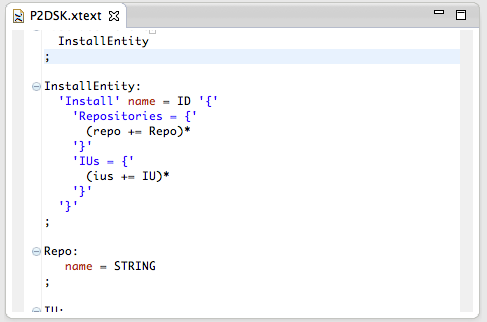 P2DSK.xtext
InstallEntity
;
InstallEntity:
'Install' name = ID '{'
'Repositories = {'
(repo += Repo)*
'}'
'IUs = {'
(ius += IU)*
'}'
'}'
;
Repo:
name = STRING
;
IU: